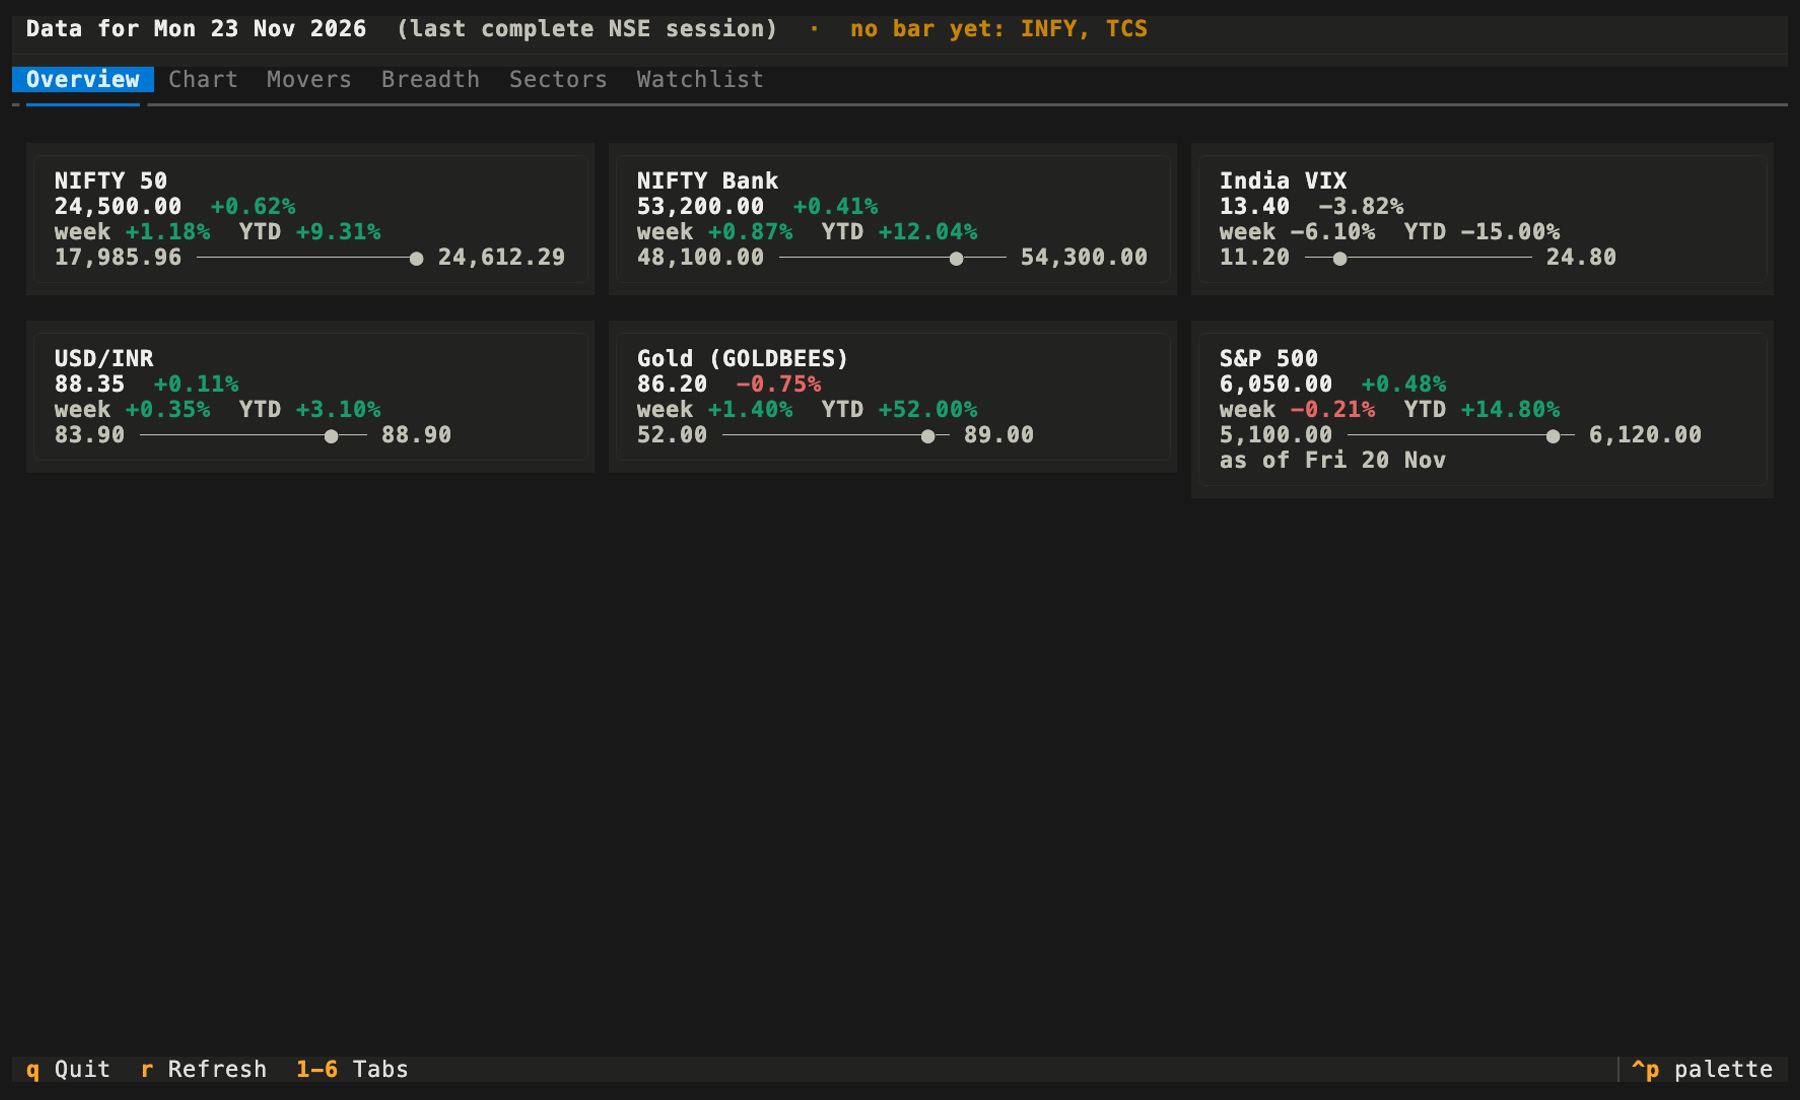 Data for Mon 23 Nov 2026 (last complete NSE session) · no bar yet: INFY, TCS
Overview Chart Movers Breadth Sectors Watchlist
NIFTY 50
24,500.00 +0.62%
week +1.18% YTD +9.31%
17,985.96 24,612.29
NIFTY Bank
53,200.00 +0.41%
week +0.87% YTD +12.04%
48,100.00 54,300.00
India VIX
13.40 −3.82%
week −6.10% YTD −15.00%
11.20 24.80
USD/INR
88.35 +0.11%
week +0.35% YTD +3.10%
83.90 88.90
Gold (GOLDBEES)
86.20 −0.75%
week +1.40% YTD +52.00%
52.00 89.00
S&P 500
6,050.00 +0.48%
week −0.21% YTD +14.80%
5,100.00 6,120.00
as of Fri 20 Nov
q Quit r Refresh 1–6 Tabs ^p palette